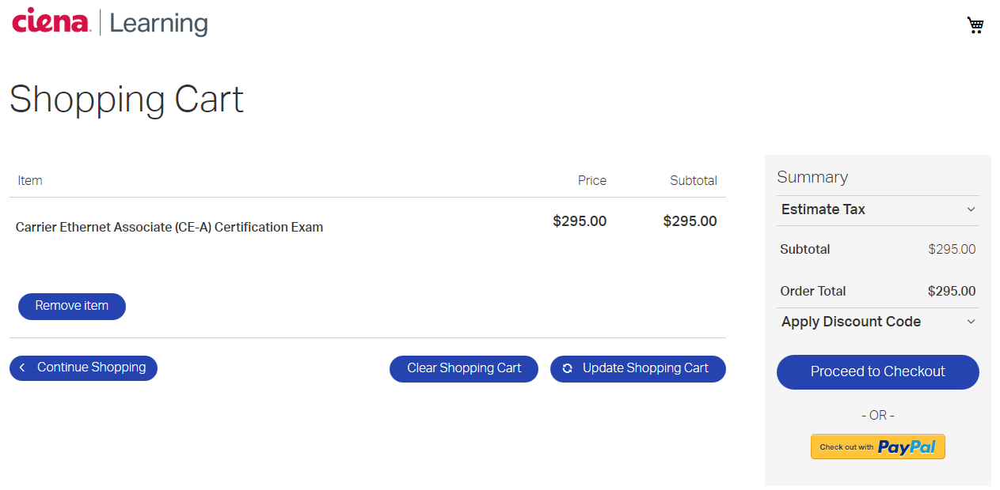 ciena. | Learning
Shopping Cart
Item Price Subtotal
Carrier Ethernet Associate (CE-A) Certification Exam $295.00 $295.00
Remove item
Continue Shopping Clear Shopping Cart Update Shopping Cart
Summary
Estimate Tax
Subtotal $295.00
Order Total $295.00
Apply Discount Code
Proceed to Checkout
- OR -
Check out with PayPal